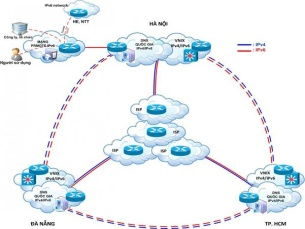 IPv6 network
HE, NTT
HÀ NỘI
: IPv4
: IPv6
Công ty, tổ chức
MẠNG
Người sử dụng
DNS
QUỐC GIA
IPv4/IPv6
VNIX
IPv4/IPv6
ISP
ISP
ISP
ISP
VNIX
IPv4/IPv6
DNS
QUỐC GIA
IPv4/IPv6
ĐÀ NẴNG
VNIX
IPv4/IPv6
DNS
QUỐC GIA
IPv4/IPv6
TP. HCM